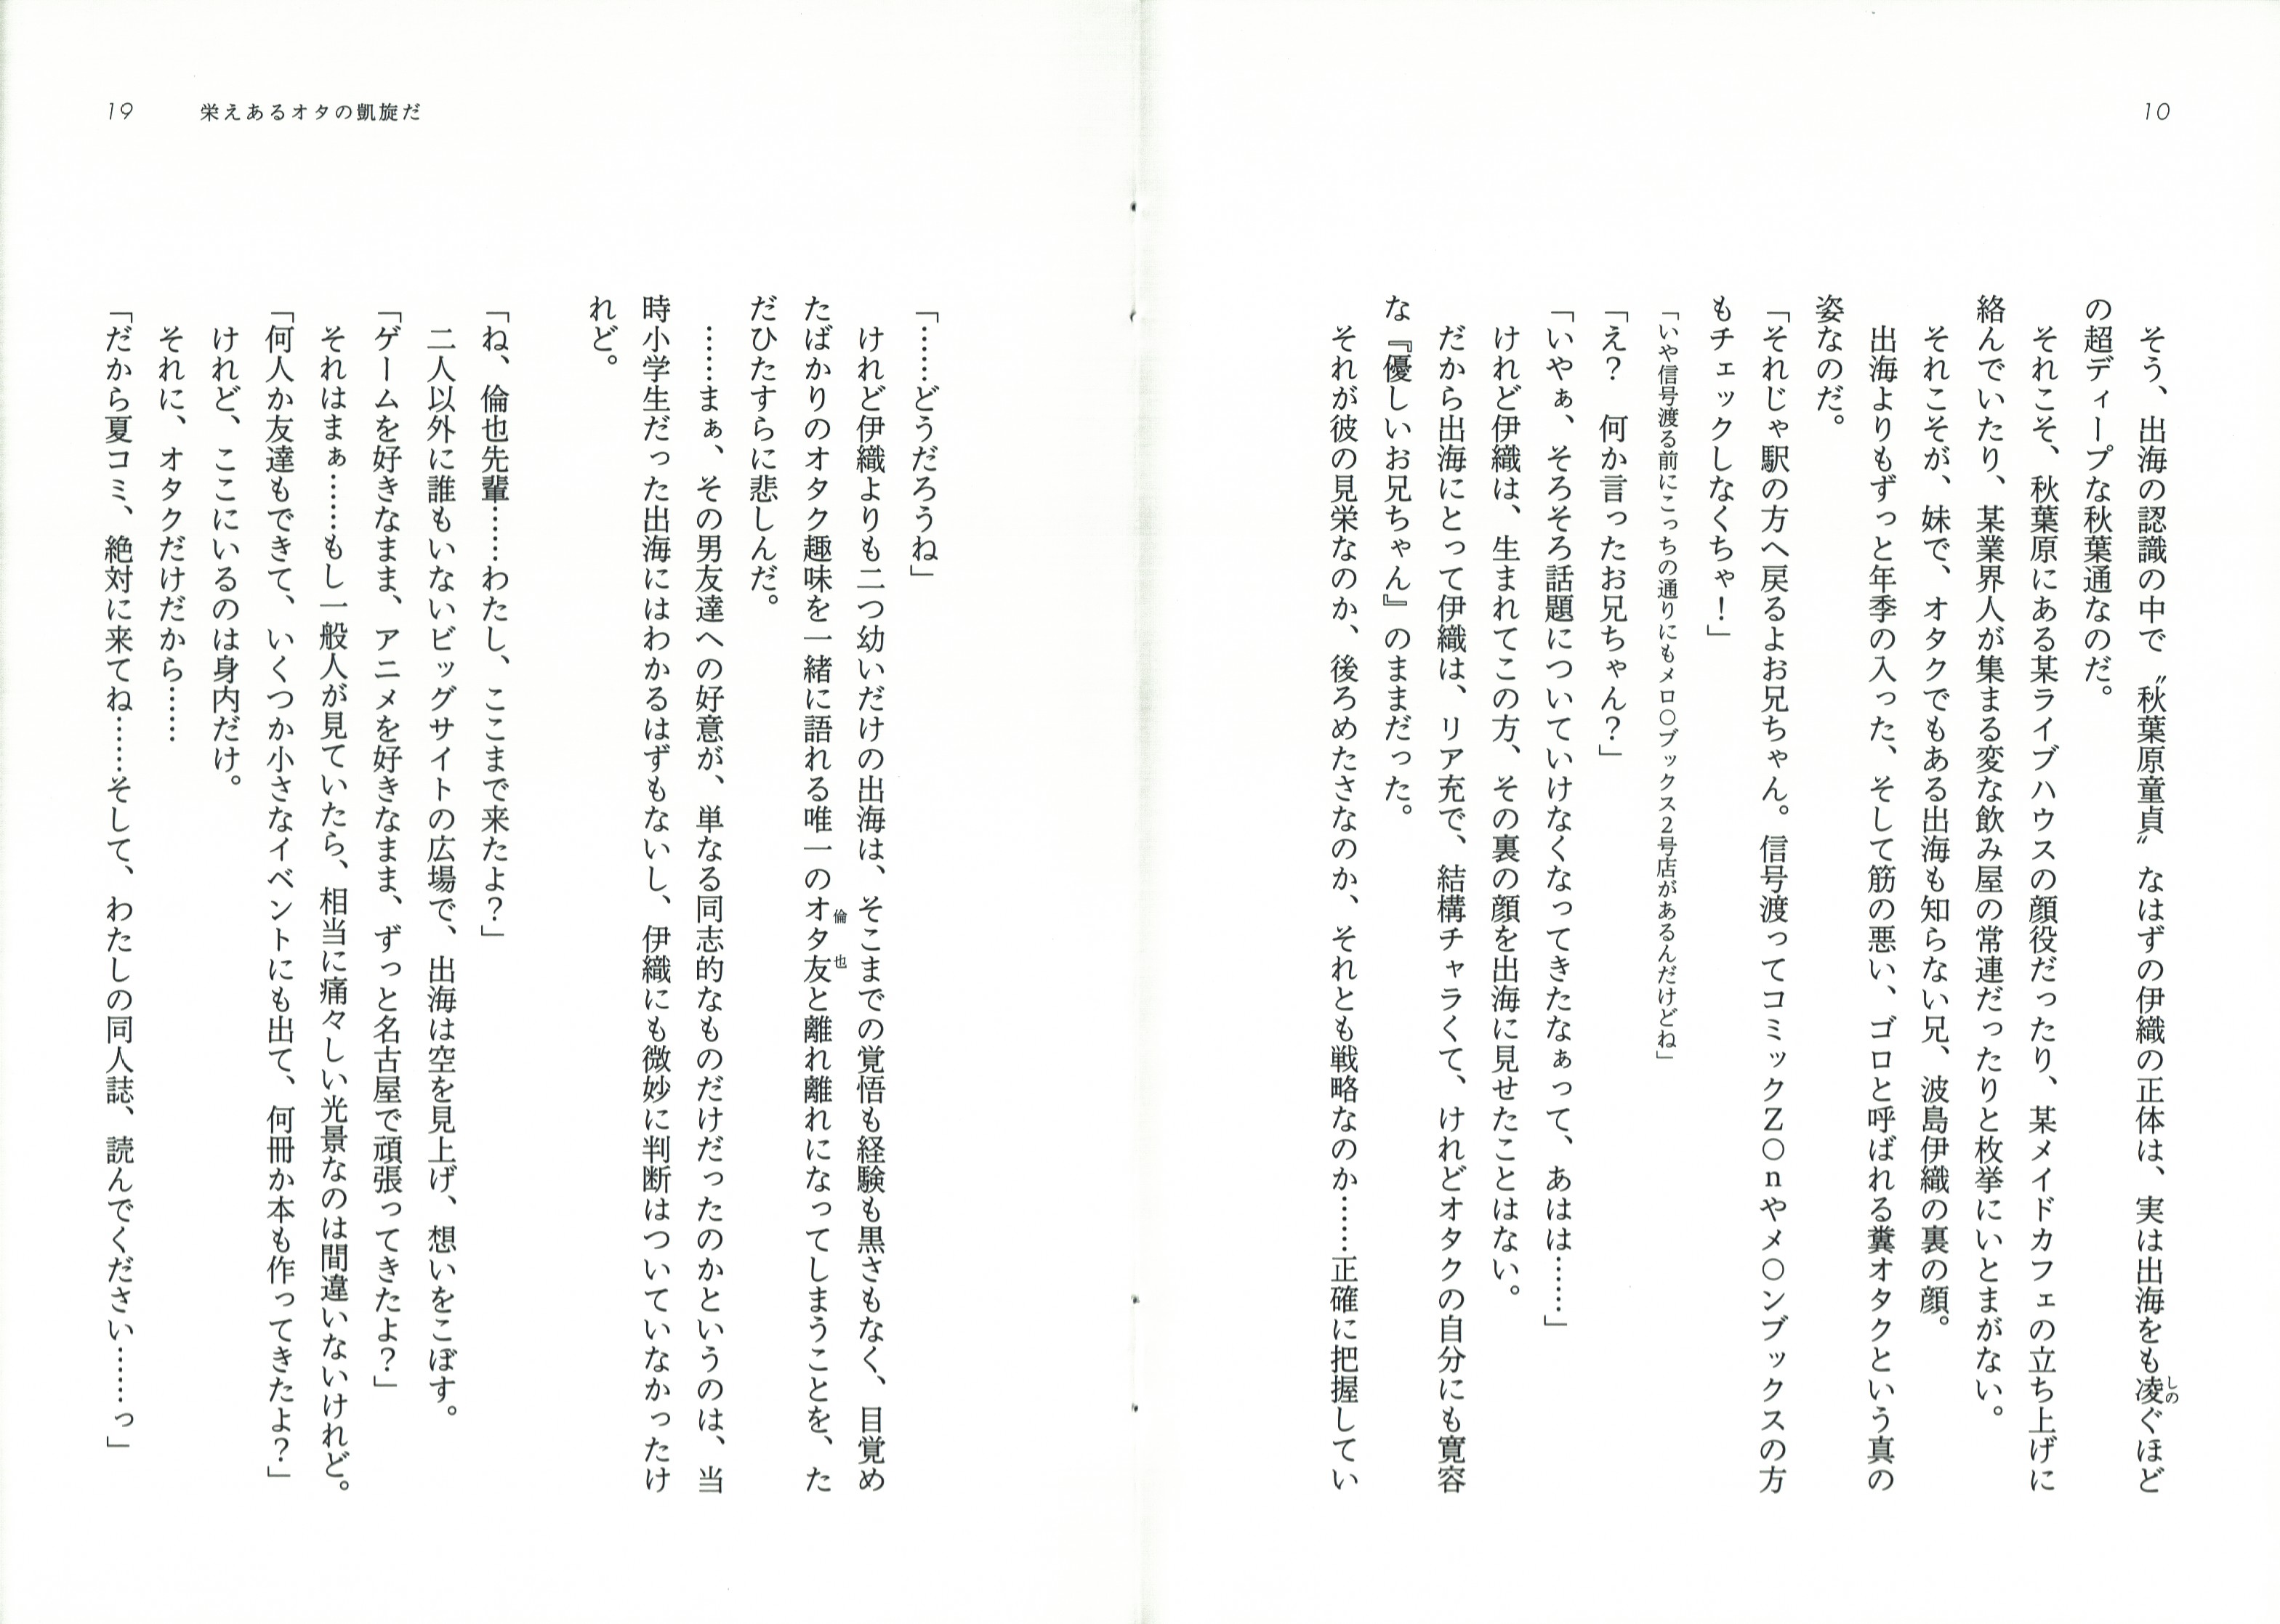 10
そう、出海の認識の中で〝秋葉原童貞〟なはずの伊織の正体は、実は出海をも凌ぐほど
しの
の超ディープな秋葉通なのだ。
それこそ、秋葉原にある某ライブハウスの顔役だったり、某メイドカフェの立ち上げに
絡んでいたり、某業界人が集まる変な飲み屋の常連だったりと枚挙にいとまがない。
それこそが、妹で、オタクでもある出海も知らない兄、波島伊織の裏の顔。
出海よりもずっと年季の入った、そして筋の悪い、ゴロと呼ばれる糞オタクという真の
姿なのだ。
「それじゃ駅の方へ戻るよお兄ちゃん。信号渡ってコミックZ○nやメ○ンブックスの方
もチェックしなくちゃ！」
「いや信号渡る前にこっちの通りにもメロ○ブックス2号店があるんだけどね」
「え？　何か言ったお兄ちゃん？」
「いやぁ、そろそろ話題についていけなくなってきたなぁって、あはは……」
けれど伊織は、生まれてこの方、その裏の顔を出海に見せたことはない。
だから出海にとって伊織は、リア充で、結構チャラくて、けれどオタクの自分にも寛容
な『優しいお兄ちゃん』のままだった。
それが彼の見栄なのか、後ろめたさなのか、それとも戦略なのか……正確に把握してい
19
栄えあるオタの凱旋だ
「……どうだろうね」
けれど伊織よりも二つ幼いだけの出海は、そこまでの覚悟も経験も黒さもなく、目覚め
たばかりのオタク趣味を一緒に語れる唯一のオタ友と離れ離れになってしまうことを、た
倫也
だひたすらに悲しんだ。
……まぁ、その男友達への好意が、単なる同志的なものだけだったのかというのは、当
時小学生だった出海にはわかるはずもないし、伊織にも微妙に判断はついていなかったけ
れど。
「ね、倫也先輩……わたし、ここまで来たよ？」
二人以外に誰もいないビッグサイトの広場で、出海は空を見上げ、想いをこぼす。
「ゲームを好きなまま、アニメを好きなまま、ずっと名古屋で頑張ってきたよ？」
それはまぁ……もし一般人が見ていたら、相当に痛々しい光景なのは間違いないけれど。
「何人か友達もできて、いくつか小さなイベントにも出て、何冊か本も作ってきたよ？」
けれど、ここにいるのは身内だけ。
それに、オタクだけだから……
「だから夏コミ、絶対に来てね……そして、わたしの同人誌、読んでください……っ」